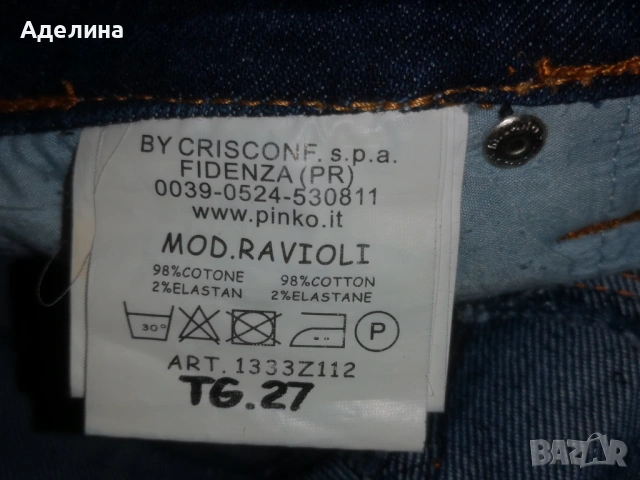 Аделина
BY CRISCONF. s.p.a.
FIDENZA (PR)
0039-0524-530811
www.pinko.it
MOD.RAVIOLI
98%COTONE 98%COTTON
2%ELASTAN 2%ELASTANE
30° P
ART. 1333Z112
TG.27
BAZAR